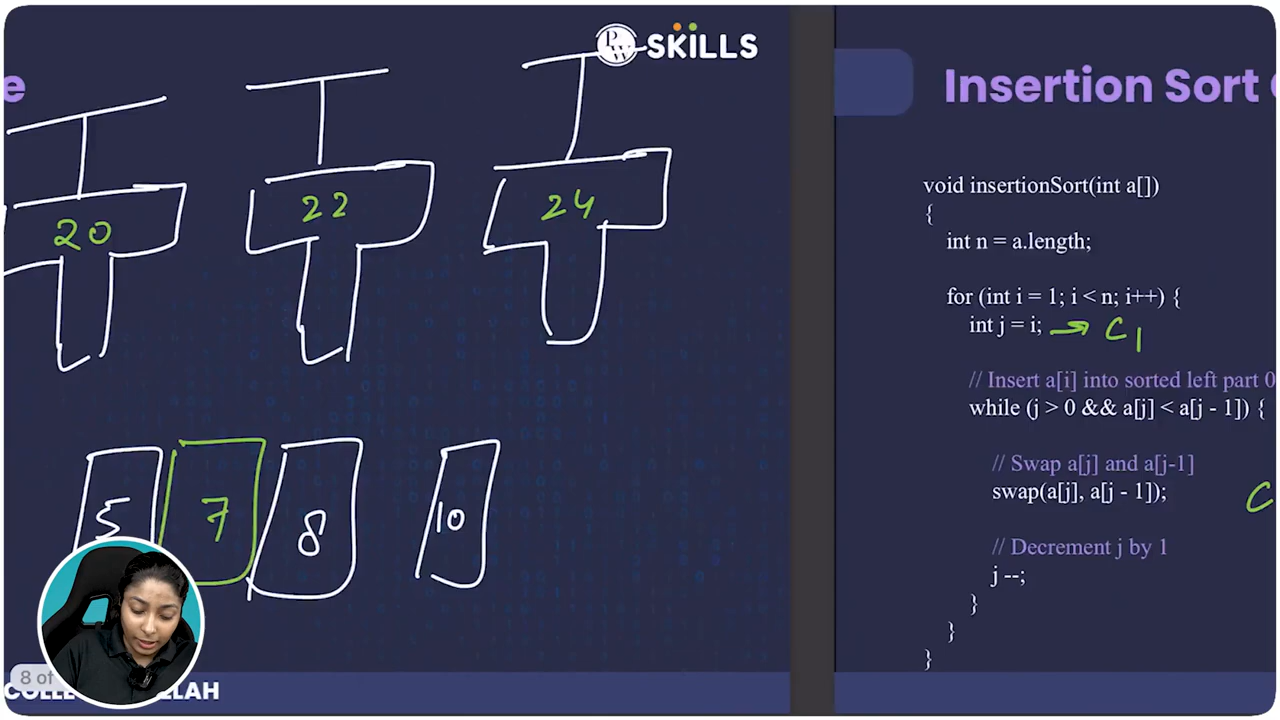 e
PW SKiLLS
20 22 24
5 7 8 10
8 of
Insertion Sort
void insertionSort(int a[])
{
int n = a.length;
for (int i = 1; i < n; i++) {
int j = i; → C1
// Insert a[i] into sorted left part 0
while (j > 0 && a[j] < a[j - 1]) {
// Swap a[j] and a[j-1]
swap(a[j], a[j - 1]); C
// Decrement j by 1
j --;
}
}
}